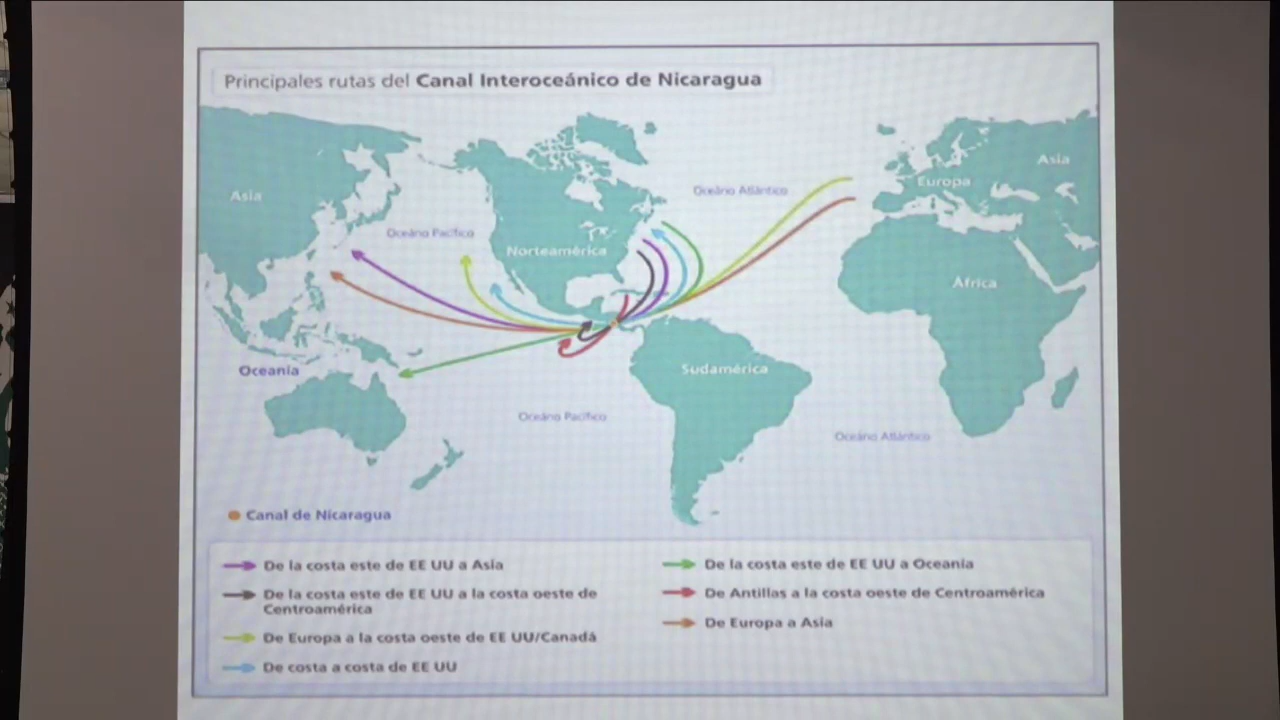 Principales rutas del Canal Interoceánico de Nicaragua
Asia
Océano Atlántico
Europa
Asia
Océano Pacífico
Norteamérica
África
Oceanía
Sudamérica
Océano Pacífico
Océano Atlántico
Canal de Nicaragua
De la costa este de EE UU a Asia
De la costa este de EE UU a la costa oeste de
Centroamérica
De Europa a la costa oeste de EE UU/Canadá
De costa a costa de EE UU
De la costa este de EE UU a Oceanía
De Antillas a la costa oeste de Centroamérica
De Europa a Asia